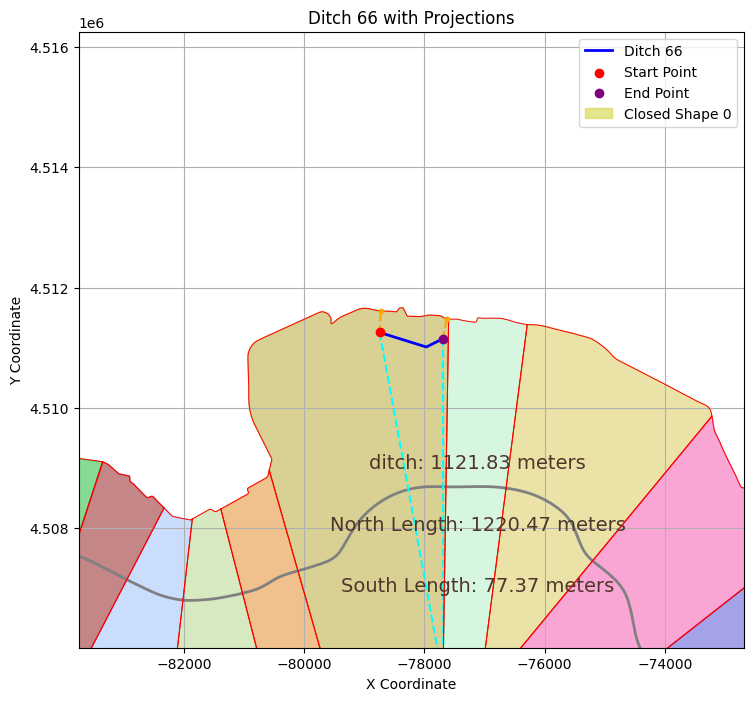 Ditch 66 with Projections
1e6
Ditch 66
Start Point
End Point
Closed Shape 0
4.516
4.514
4.512
4.510
4.508
Y Coordinate
ditch: 1121.83 meters
North Length: 1220.47 meters
South Length: 77.37 meters
−82000 −80000 −78000 −76000 −74000
X Coordinate